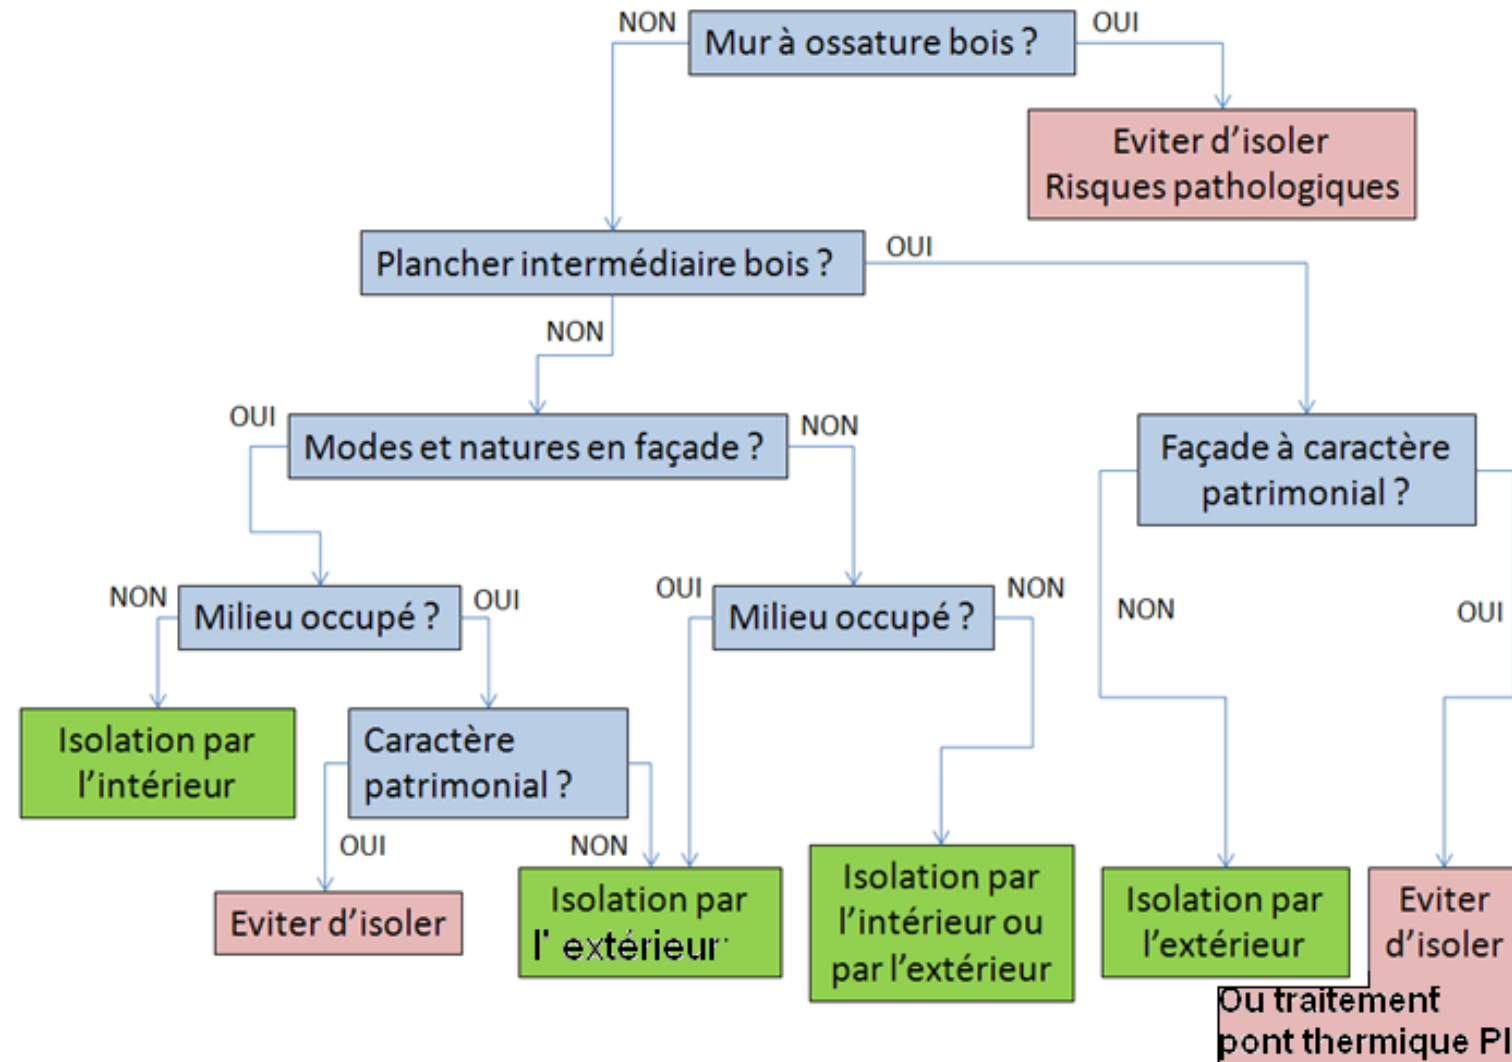 NON
Mur à ossature bois ?
OUI
Eviter d'isoler
Risques pathologiques
Plancher intermédiaire bois ?
OUI
NON
OUI
Modes et natures en façade ?
NON
Façade à caractère
patrimonial ?
NON
Milieu occupé ?
OUI
OUI
Milieu occupé ?
NON
NON
OUI
Isolation par
l'intérieur
Caractère
patrimonial ?
OUI
NON
Eviter d'isoler
Isolation par
l' extérieur
Isolation par
l'intérieur ou
par l'extérieur
Isolation par
l'extérieur
Eviter
d'isoler
Ou traitement
pont thermique